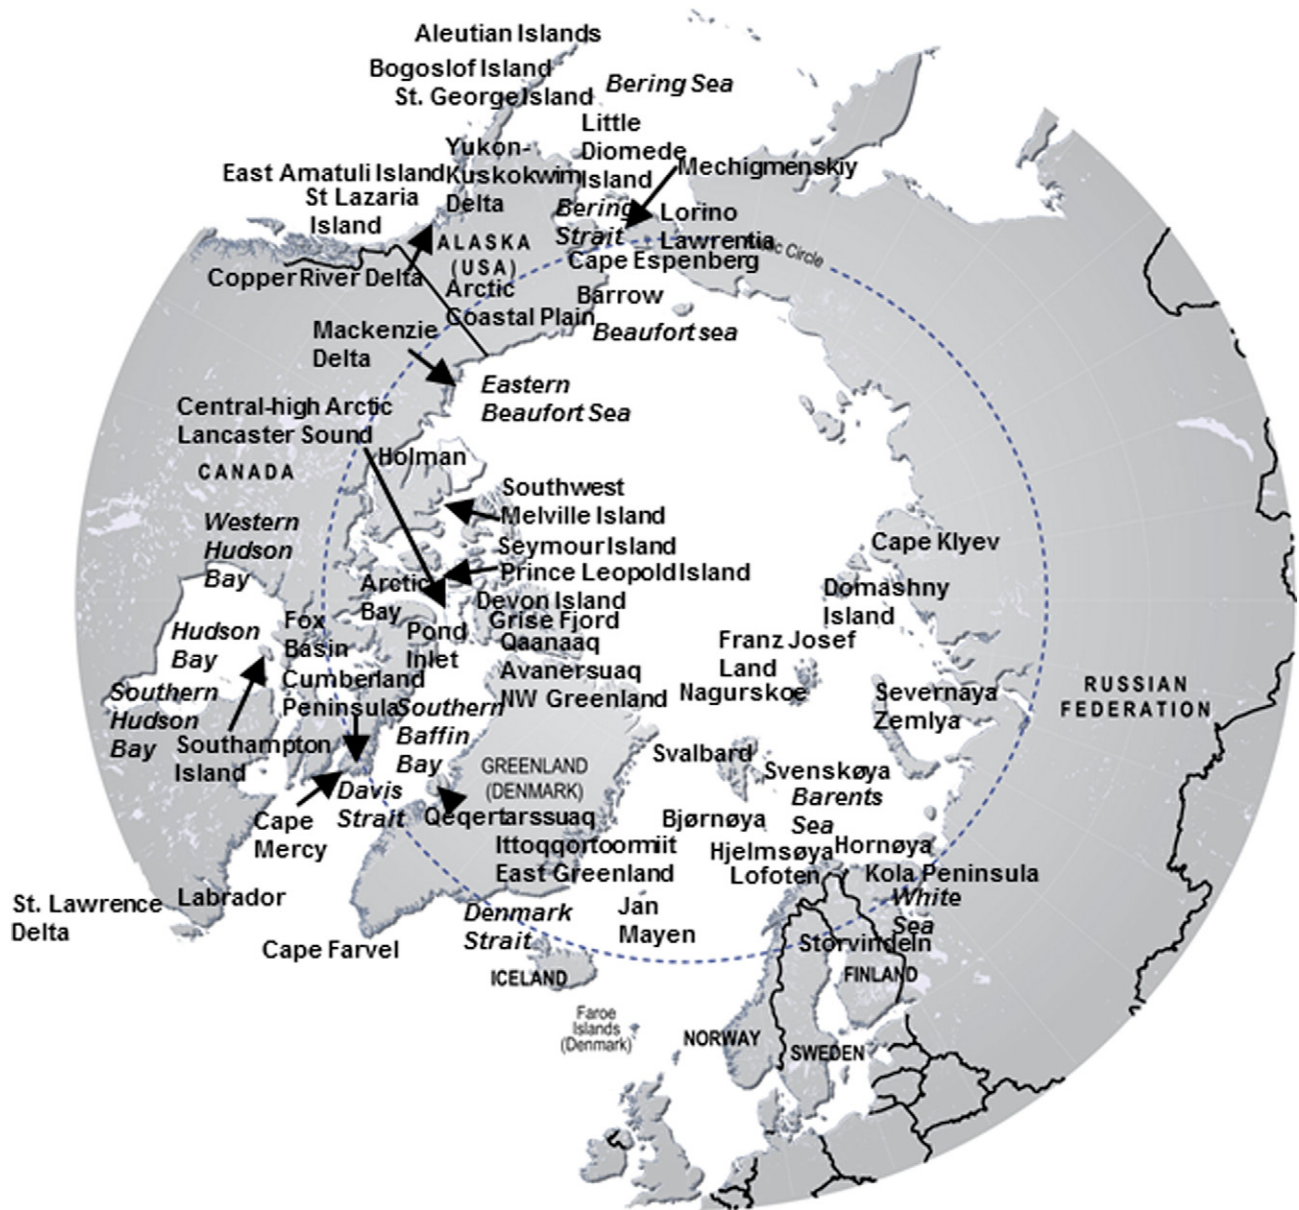 Aleutian Islands
Bogoslof Island
St. George Island
Bering Sea
Little
Diomede
Island
Yukon-
Kuskokwim
Delta
Mechigmenskiy
East Amatuli Island
St Lazaria
Island
Bering
Strait
Lorino
Lawrentia
Arctic Circle
ALASKA
(USA)
Cape Espenberg
Copper River Delta
Arctic
Coastal Plain
Barrow
Beaufort sea
Mackenzie
Delta
Eastern
Beaufort Sea
Central-high Arctic
Lancaster Sound
Holman
CANADA
Southwest
Melville Island
Western
Hudson
Bay
Seymour Island
Prince Leopold Island
Cape Klyev
Arctic
Bay
Devon Island
Grise Fjord
Qaanaaq
Avanersuaq
NW Greenland
Domashny
Island
Hudson
Bay
Fox
Basin
Pond
Inlet
Franz Josef
Land
Nagurskoe
Cumberland
Peninsula
Southern
Hudson
Bay
Southern
Baffin
Bay
Severnaya
Zemlya
RUSSIAN
FEDERATION
Southampton
Island
GREENLAND
(DENMARK)
Svalbard
Svenskøya
Barents
Sea
Davis
Strait
Cape
Mercy
Qeqertarssuaq
Bjørnøya
Ittoqqortoormiit
East Greenland
Hjelmsøya
Hornøya
Lofoten
Kola Peninsula
White
Sea
St. Lawrence
Delta
Labrador
Denmark
Strait
Jan
Mayen
Cape Farvel
Storvindeln
ICELAND
FINLAND
Faroe
Islands
(Denmark)
NORWAY
SWEDEN